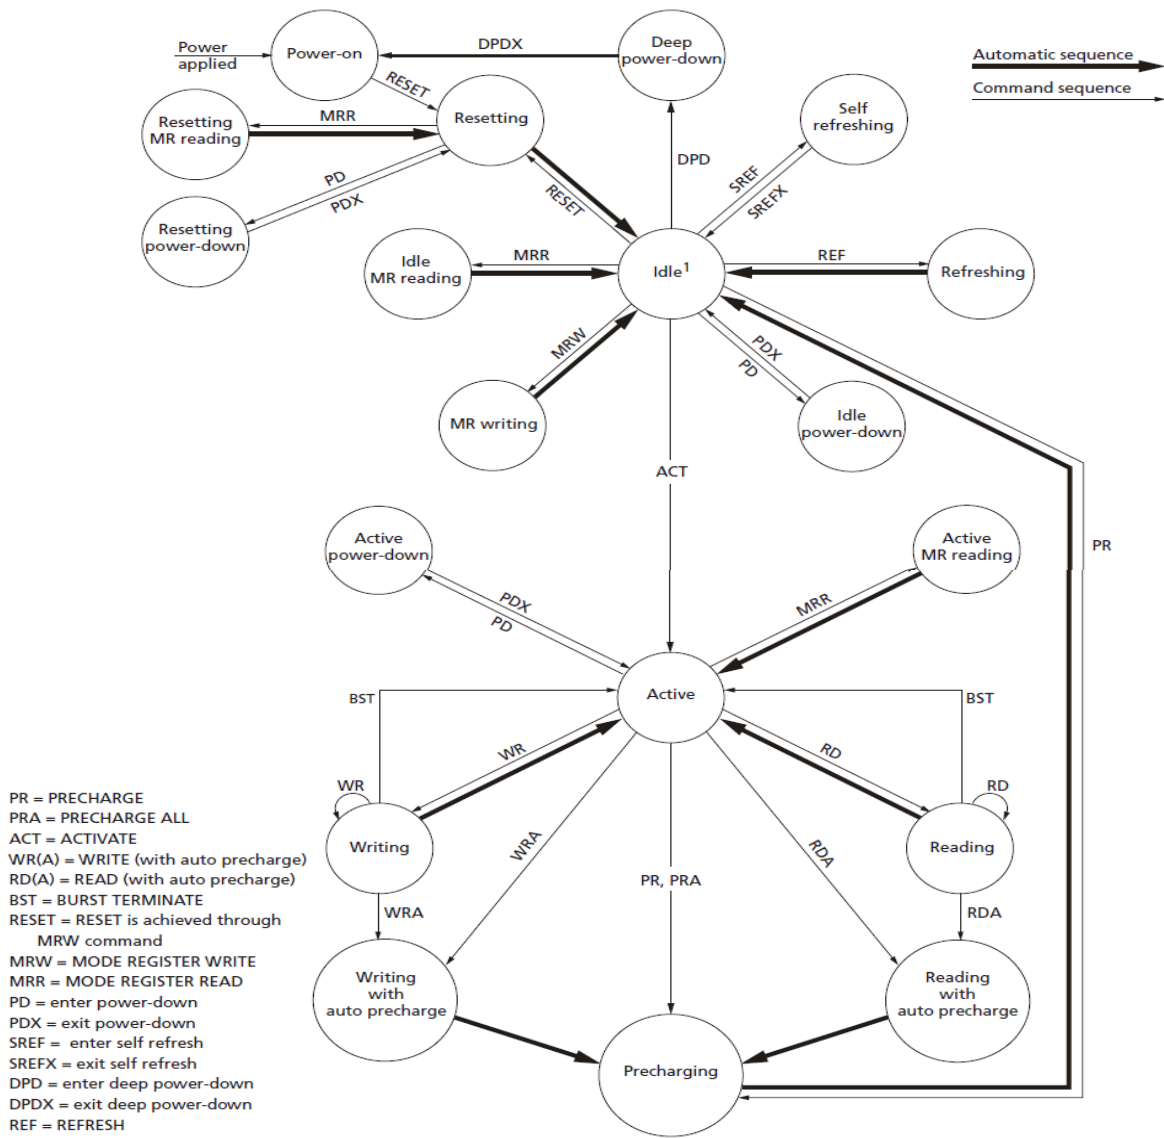 DPDX
Deep
power-down
Power
applied
Power-on
Automatic sequence
Command sequence
RESET
Resetting
MR reading
MRR
Resetting
Self
refreshing
DPD
SREF
SREFX
PD
PDX
RESET
Resetting
power-down
Idle
MR reading
MRR
Idle1
REF
Refreshing
MRW
PDX
PD
MR writing
Idle
power-down
ACT
PR
Active
power-down
Active
MR reading
PDX
PD
MRR
BST
Active
BST
WR
RD
WR
RD
Writing
Reading
WRA
RDA
PR, PRA
WRA
RDA
Writing
with
auto precharge
Reading
with
auto precharge
Precharging
PR = PRECHARGE
PRA = PRECHARGE ALL
ACT = ACTIVATE
WR(A) = WRITE (with auto precharge)
RD(A) = READ (with auto precharge)
BST = BURST TERMINATE
RESET = RESET is achieved through
MRW command
MRW = MODE REGISTER WRITE
MRR = MODE REGISTER READ
PD = enter power-down
PDX = exit power-down
SREF = enter self refresh
SREFX = exit self refresh
DPD = enter deep power-down
DPDX = exit deep power-down
REF = REFRESH